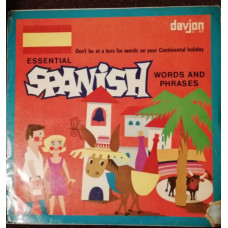 davjon
Don't be at a loss for words on your Continental holiday
ESSENTIAL
SPANISH
WORDS AND
PHRASES